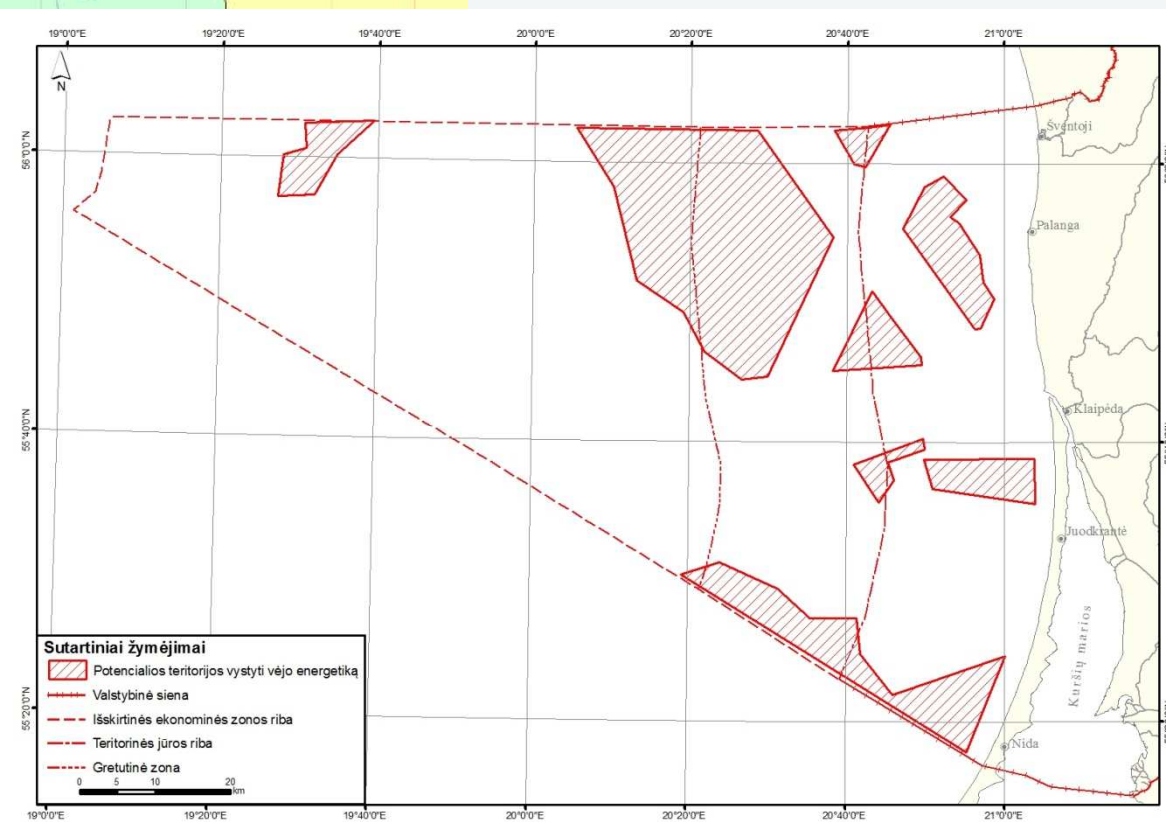 19°0'0"E 19°20'0"E 19°40'0"E 20°0'0"E 20°20'0"E 20°40'0"E 21°0'0"E
N
56°0'0"N
Šventoji
Palanga
55°40'0"N
Klaipėda
Juodkrantė
Kuršių marios
55°20'0"N
Nida
Sutartiniai žymėjimai
Potencialios teritorijos vystyti vėjo energetiką
Valstybinė siena
Išskirtinės ekonominės zonos riba
Teritorinės jūros riba
Gretutinė zona
0 5 10 20
km
19°0'0"E 19°20'0"E 19°40'0"E 20°0'0"E 20°20'0"E 20°40'0"E 21°0'0"E